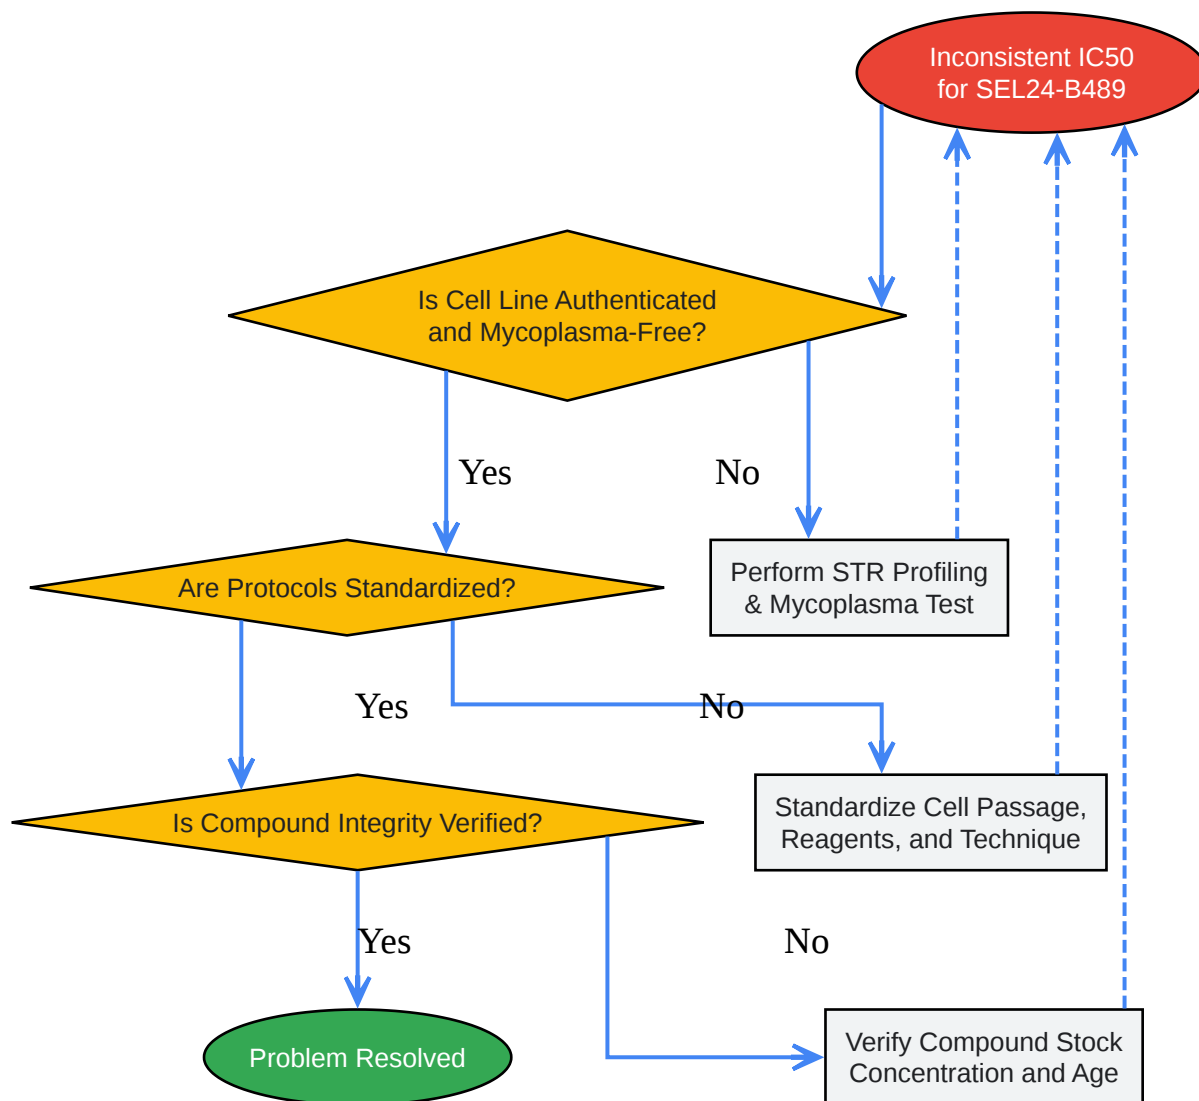 Inconsistent IC50
for SEL24-B489
Is Cell Line Authenticated
and Mycoplasma-Free?
Yes
No
Are Protocols Standardized?
Perform STR Profiling
& Mycoplasma Test
Yes
No
Is Compound Integrity Verified?
Standardize Cell Passage,
Reagents, and Technique
Yes
No
Problem Resolved
Verify Compound Stock
Concentration and Age